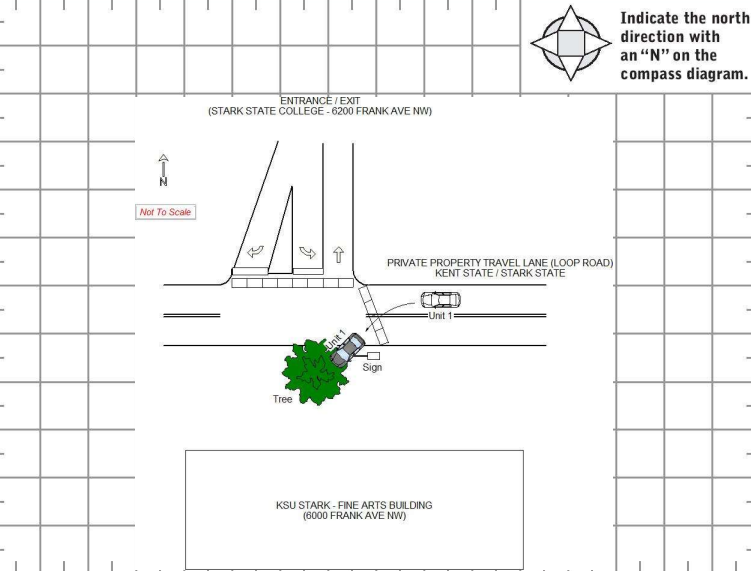 Indicate the north
direction with
an “N” on the
compass diagram.
ENTRANCE / EXIT
(STARK STATE COLLEGE - 6200 FRANK AVE NW)
N
Not To Scale
PRIVATE PROPERTY TRAVEL LANE (LOOP ROAD)
KENT STATE / STARK STATE
Unit 1
Unit 1
Sign
Tree
KSU STARK - FINE ARTS BUILDING
(6000 FRANK AVE NW)